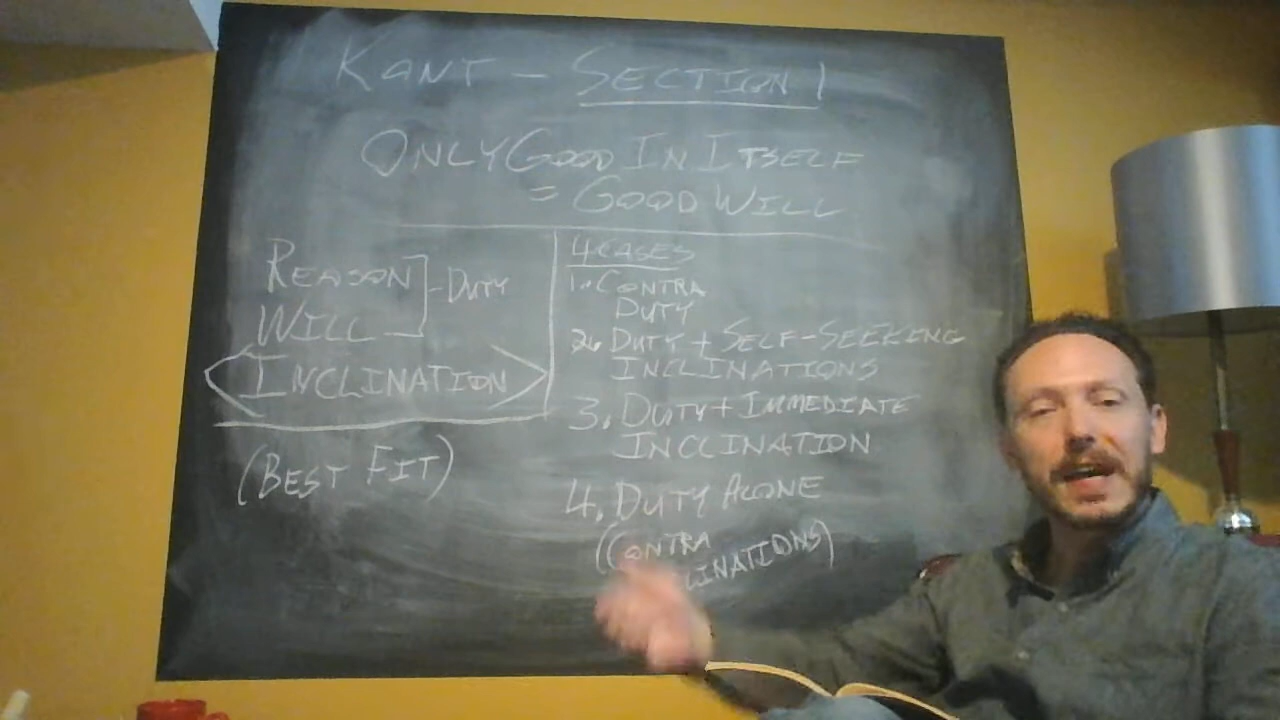 KANT - SECTION 1
ONLY GOOD IN ITSELF
= GOOD WILL
REASON
WILL
- DUTY
INCLINATION
(BEST FIT)
4 CASES
1. CONTRA
DUTY
2. DUTY + SELF-SEEKING
INCLINATIONS
3. DUTY + IMMEDIATE
INCLINATION
4. DUTY ALONE
(CONTRA